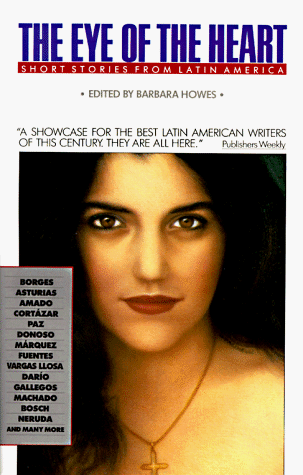 THE EYE OF THE HEART
SHORT STORIES FROM LATIN AMERICA
• EDITED BY BARBARA HOWES •
"A SHOWCASE FOR THE BEST LATIN AMERICAN WRITERS
OF THIS CENTURY. THEY ARE ALL HERE." Publishers Weekly
BORGES
ASTURIAS
AMADO
CORTÁZAR
PAZ
DONOSO
MÁRQUEZ
FUENTES
VARGAS LLOSA
DARÍO
GALLEGOS
MACHADO
BOSCH
NERUDA
AND MANY MORE